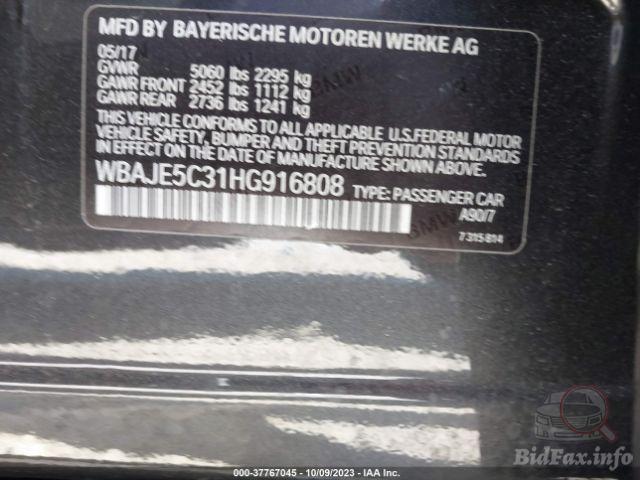 MFD BY BAYERISCHE MOTOREN WERKE AG
05/17
GVWR 5060 lbs 2295 kg
GAWR FRONT 2452 lbs 1112 kg
GAWR REAR 2736 lbs 1241 kg
THIS VEHICLE CONFORMS TO ALL APPLICABLE U.S.FEDERAL MOTOR
VEHICLE SAFETY, BUMPER AND THEFT PREVENTION STANDARDS
IN EFFECT ON THE DATE OF MANUFACTURE SHOWN ABOVE.
WBAJE5C31HG916808 TYPE: PASSENGER CAR
A90/7
7 315 814
BMW
BMW
BidFax.info
000-37767045 - 10/09/2023 - IAA Inc.